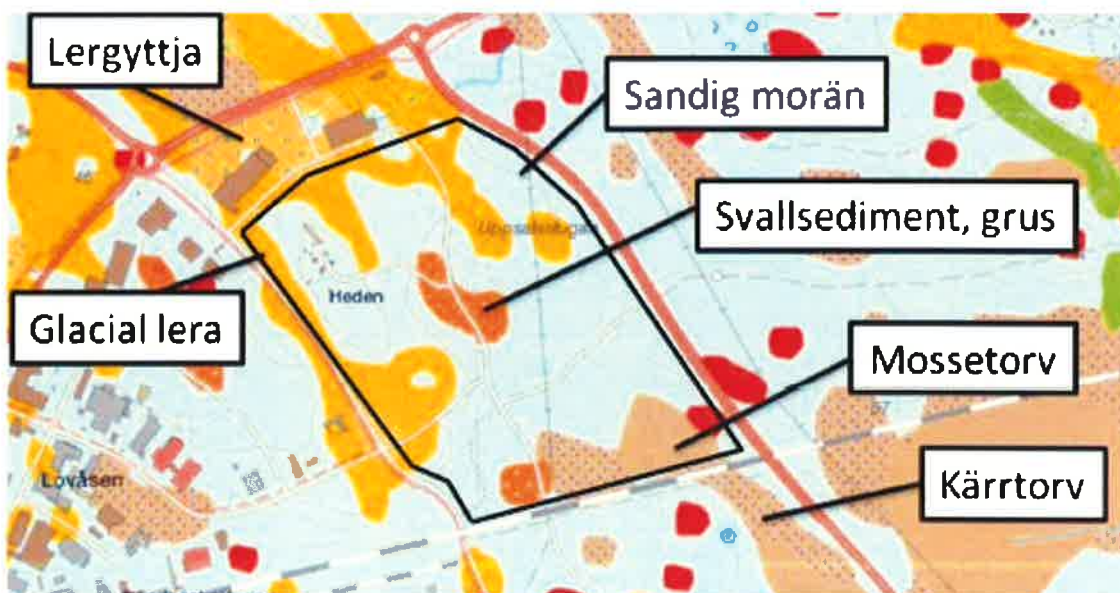 Lergyttja
Sandig morän
Svallsediment, grus
Glacial lera
Heden
Mossetorv
Kärrtorv
Lövåsen